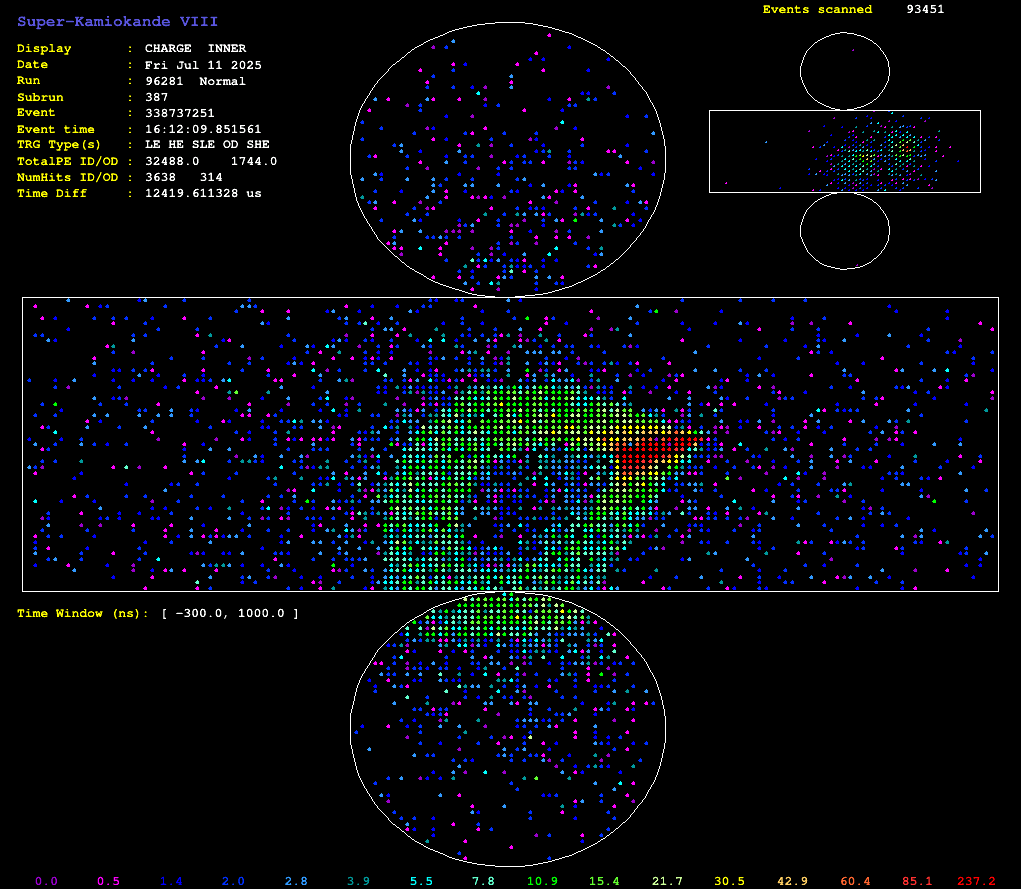 Super-Kamiokande VIII
Display : CHARGE INNER
Date : Fri Jul 11 2025
Run : 96281 Normal
Subrun : 387
Event : 338737251
Event time : 16:12:09.851561
TRG Type(s) : LE HE SLE OD SHE
TotalPE ID/OD : 32488.0 1744.0
NumHits ID/OD : 3638 314
Time Diff : 12419.611328 us
Events scanned 93451
Time Window (ns): [ -300.0, 1000.0 ]
0.0 0.5 1.4 2.0 2.8 3.9 5.5 7.8 10.9 15.4 21.7 30.5 42.9 60.4 85.1 237.2